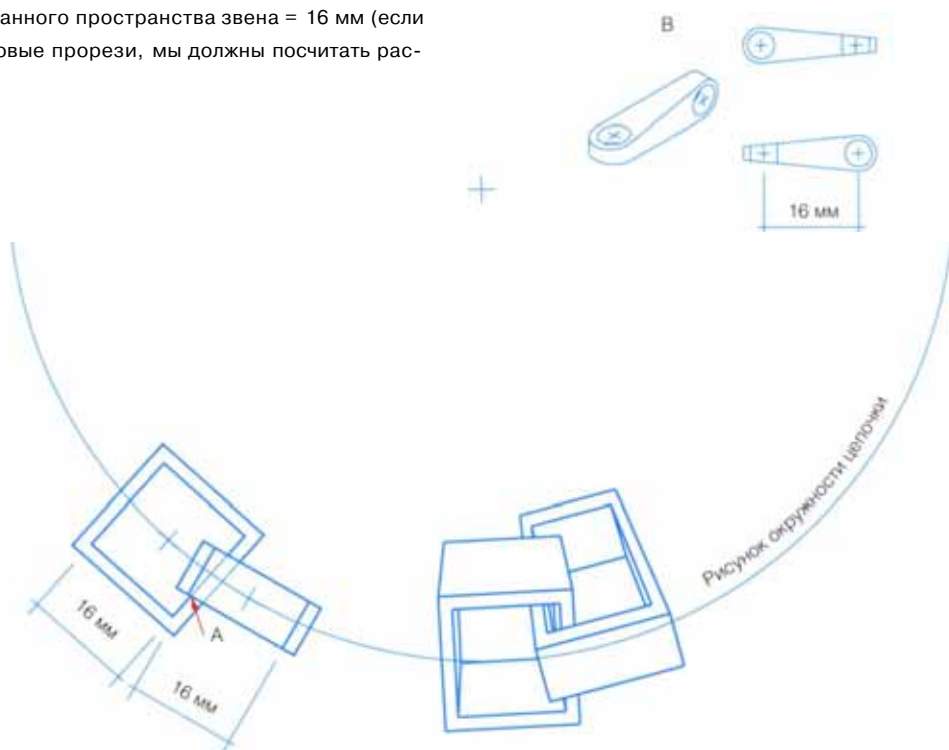 анного пространства звена = 16 мм (если
овые прорези, мы должны посчитать рас-
В
16 мм
Рисунок окружности цепочки
16 мм
А
16 мм